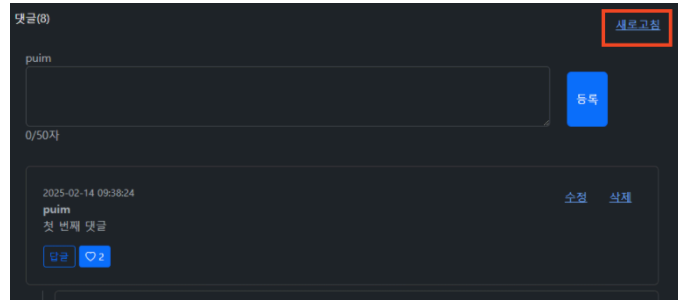 댓글(8)
새로고침
puim
등록
0/50자
2025-02-14 09:38:24
수정 삭제
puim
첫 번째 댓글
답글 ♡ 2